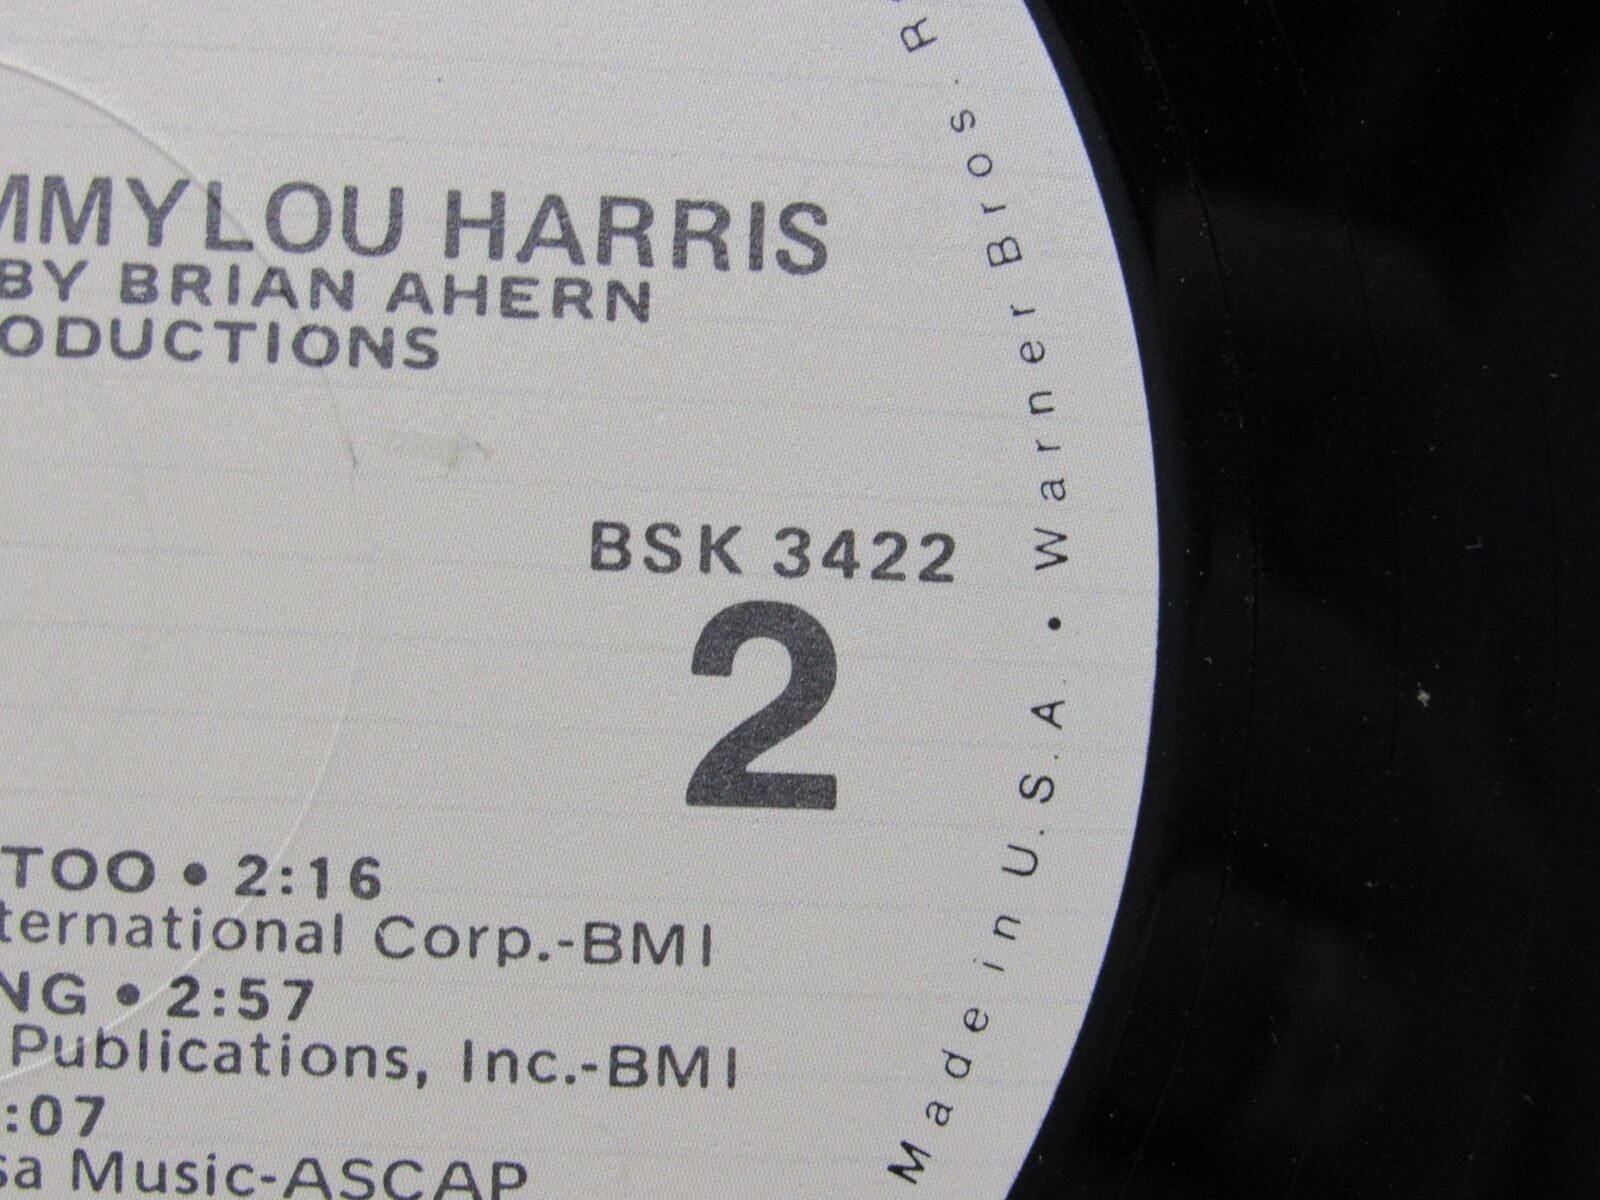 MMYLOU HARRIS
BY BRIAN AHERN
ODUCTIONS
BSK 3422
2
TOO • 2:16
ternational Corp.-BMI
NG • 2:57
Publications, Inc.-BMI
:07
sa Music-ASCAP
Made in U.S.A. • Warner Bros. R